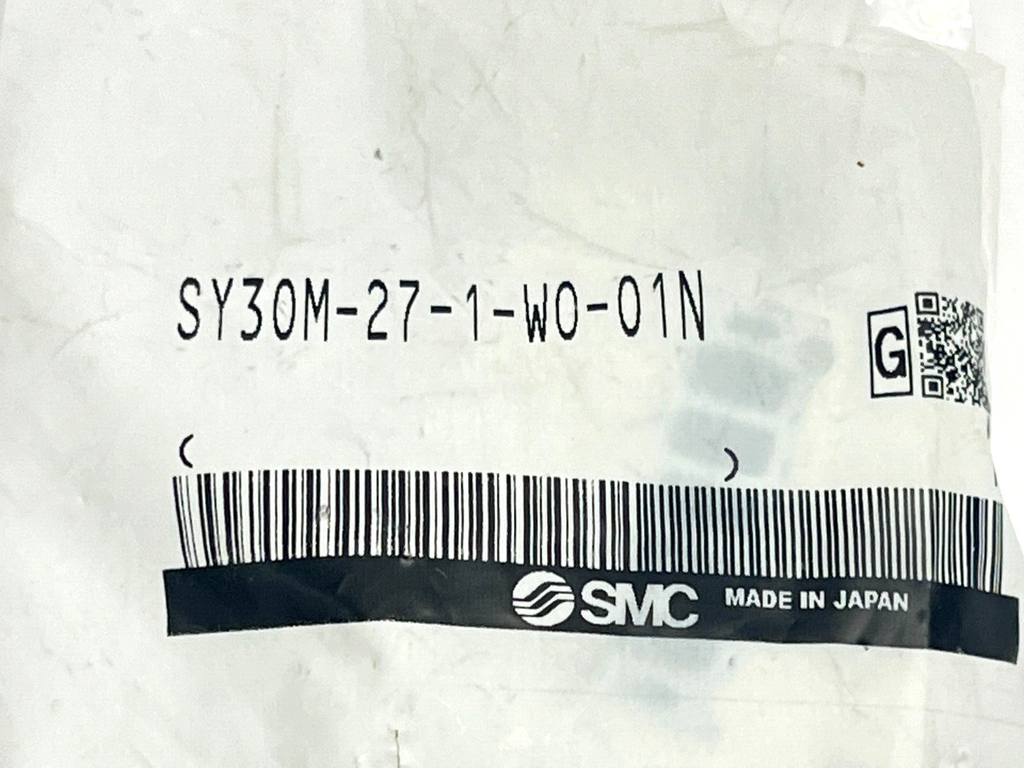 SY30M-27-1-W0-01N
G
( )
SMC MADE IN JAPAN